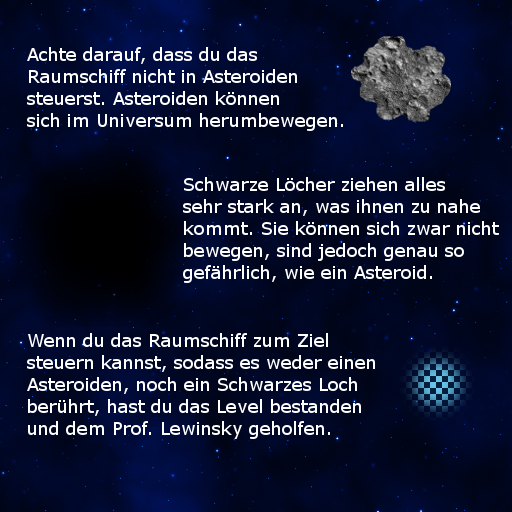 Achte darauf, dass du das
Raumschiff nicht in Asteroiden
steuerst. Asteroiden können
sich im Universum herumbewegen.
Schwarze Löcher ziehen alles
sehr stark an, was ihnen zu nahe
kommt. Sie können sich zwar nicht
bewegen, sind jedoch genau so
gefährlich, wie ein Asteroid.
Wenn du das Raumschiff zum Ziel
steuern kannst, sodass es weder einen
Asteroiden, noch ein Schwarzes Loch
berührt, hast du das Level bestanden
und dem Prof. Lewinsky geholfen.